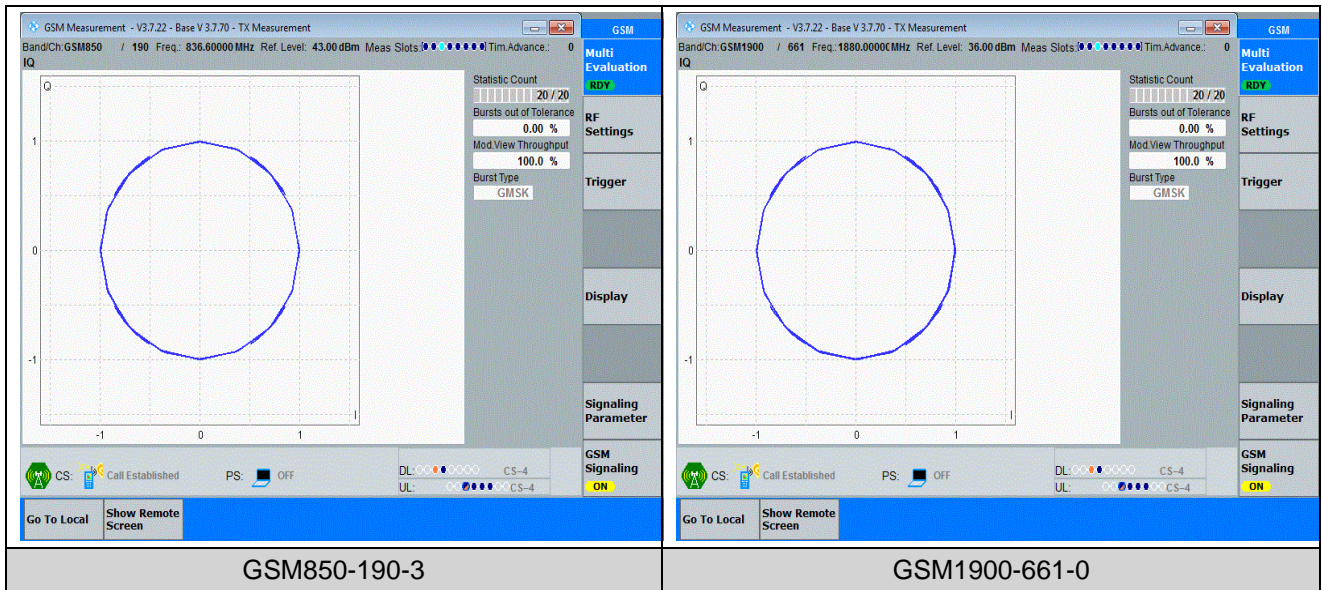 GSM Measurement - V3.7.22 - Base V 3.7.70 - TX Measurement
GSM
Band/Ch: GSM850 / 190 Freq.: 836.60000 MHz Ref. Level: 43.00 dBm Meas Slots: Tim.Advance.: 0
Multi
Evaluation
RDY
IQ
Q
Statistic Count
20 / 20
Bursts out of Tolerance
0.00 %
Mod.View Throughput
100.0 %
Burst Type
GMSK
RF
Settings
Trigger
Display
Signaling
Parameter
GSM
Signaling
ON
1
0
-1
I
-1 0 1
CS: Call Established PS: OFF
DL: CS-4
UL: CS-4
Go To Local
Show Remote
Screen
GSM850-190-3
GSM Measurement - V3.7.22 - Base V 3.7.70 - TX Measurement
GSM
Band/Ch: GSM1900 / 661 Freq.: 1880.0000 MHz Ref. Level: 36.00 dBm Meas Slots: Tim.Advance.: 0
Multi
Evaluation
RDY
IQ
Q
Statistic Count
20 / 20
Bursts out of Tolerance
0.00 %
Mod.View Throughput
100.0 %
Burst Type
GMSK
RF
Settings
Trigger
Display
Signaling
Parameter
GSM
Signaling
ON
1
0
-1
I
-1 0 1
CS: Call Established PS: OFF
DL: CS-4
UL: CS-4
Go To Local
Show Remote
Screen
GSM1900-661-0